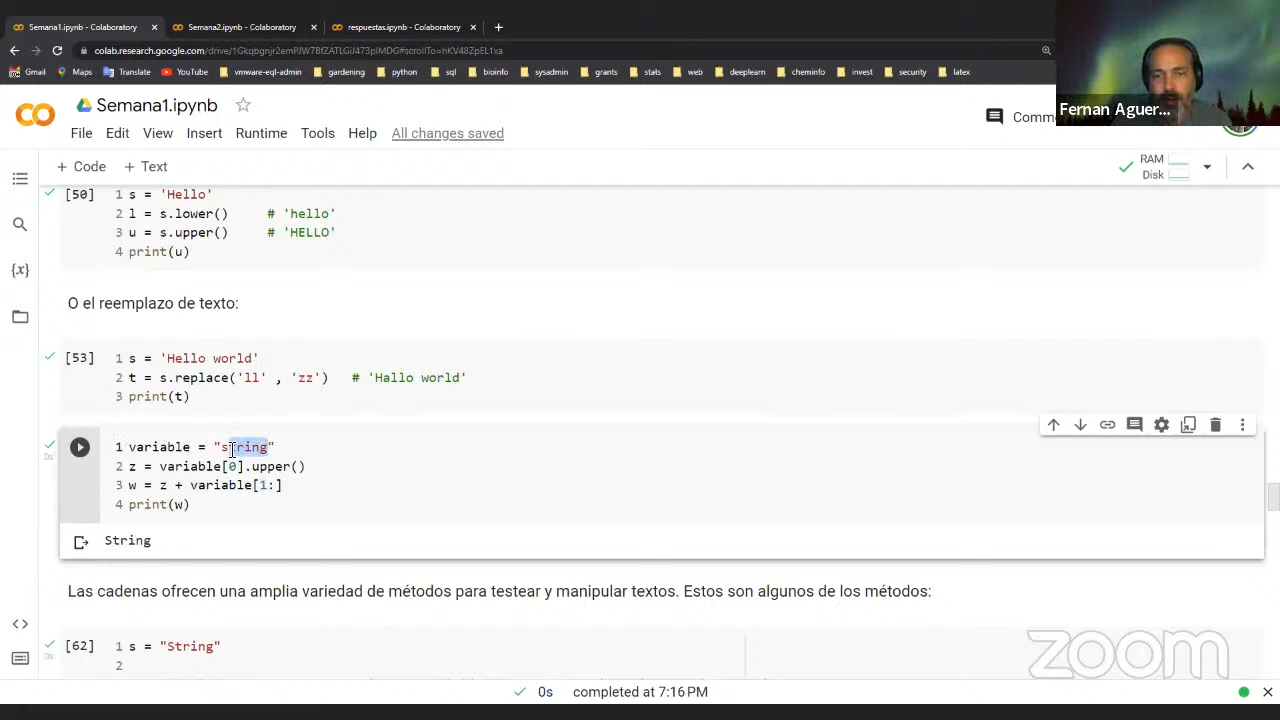 Semana1.ipynb - Colaboratory
Semana2.ipynb - Colaboratory
respuestas.ipynb - Colaboratory
Gmail
Maps
Translate
YouTube
vmware-eql-admin
gardening
python
sql
bioinfo
sysadmin
grants
stats
web
deeplearn
cheminfo
invest
security
latex
Fernan Aguer...
Semana1.ipynb
File Edit View Insert Runtime Tools Help All changes saved
Comme
+ Code + Text
RAM
Disk
[50] 1 s = 'Hello'
2 l = s.lower() # 'hello'
3 u = s.upper() # 'HELLO'
4 print(u)
O el reemplazo de texto:
[53] 1 s = 'Hello world'
2 t = s.replace('ll' , 'zz') # 'Hallo world'
3 print(t)
1 variable = "string"
2 z = variable[0].upper()
3 w = z + variable[1:]
4 print(w)
0s
String
Las cadenas ofrecen una amplia variedad de métodos para testear y manipular textos. Estos son algunos de los métodos:
[62] 1 s = "String"
2
0s
zoom
0s completed at 7:16 PM